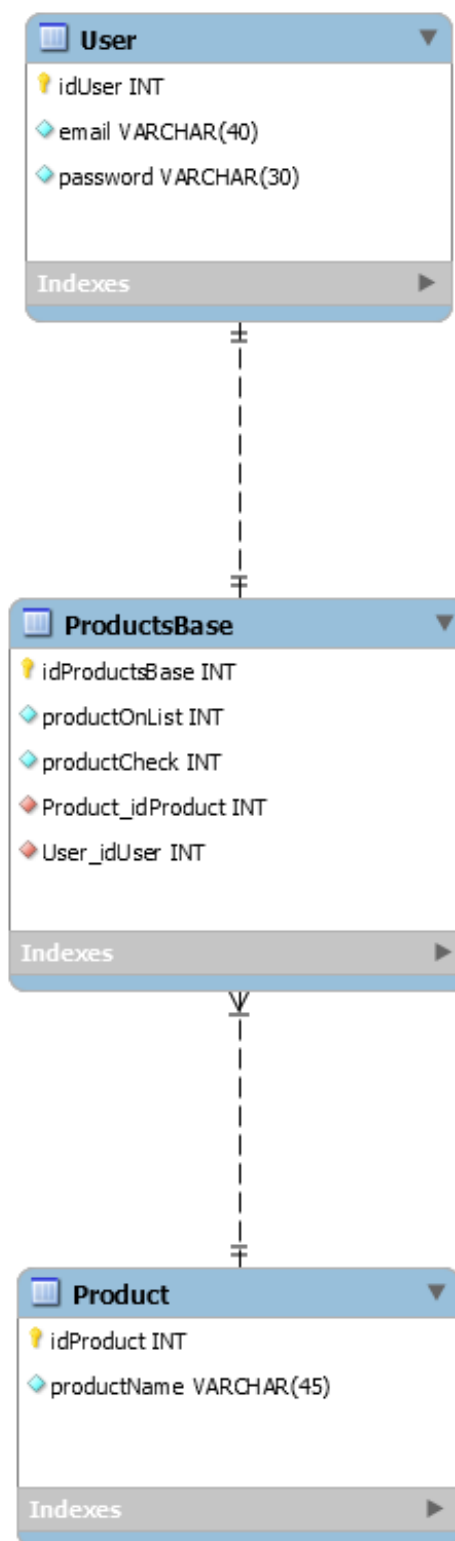 User
idUser INT
email VARCHAR(40)
password VARCHAR(30)
Indexes
ProductsBase
idProductsBase INT
productOnList INT
productCheck INT
Product_idProduct INT
User_idUser INT
Indexes
Product
idProduct INT
productName VARCHAR(45)
Indexes